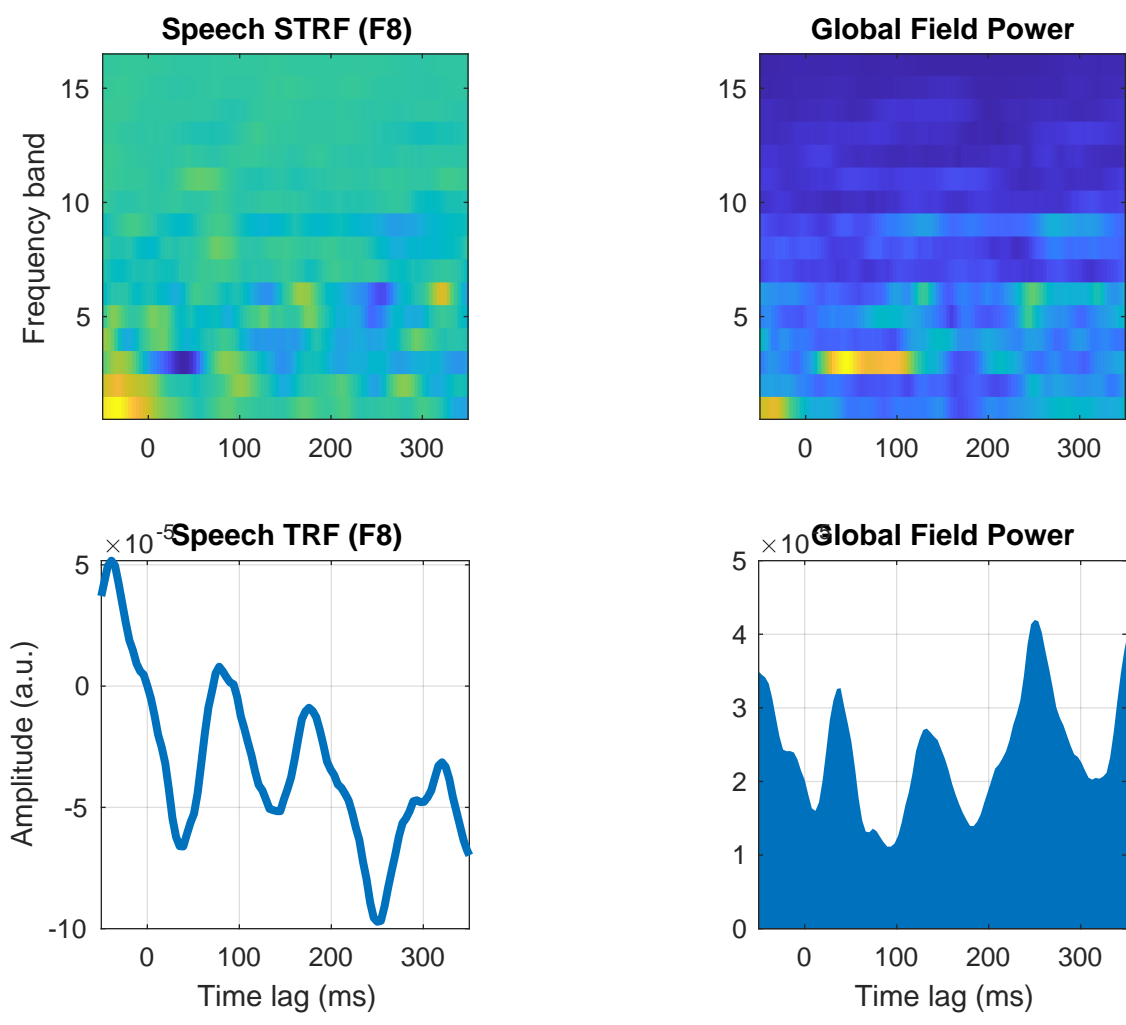 Speech STRF (F8)
Frequency band
15
10
5
0 100 200 300
Global Field Power
15
10
5
0 100 200 300
Speech TRF (F8)
×10⁻⁵
Amplitude (a.u.)
5
0
-5
-10
0 100 200 300
Time lag (ms)
Global Field Power
×10
5
4
3
2
1
0
0 100 200 300
Time lag (ms)